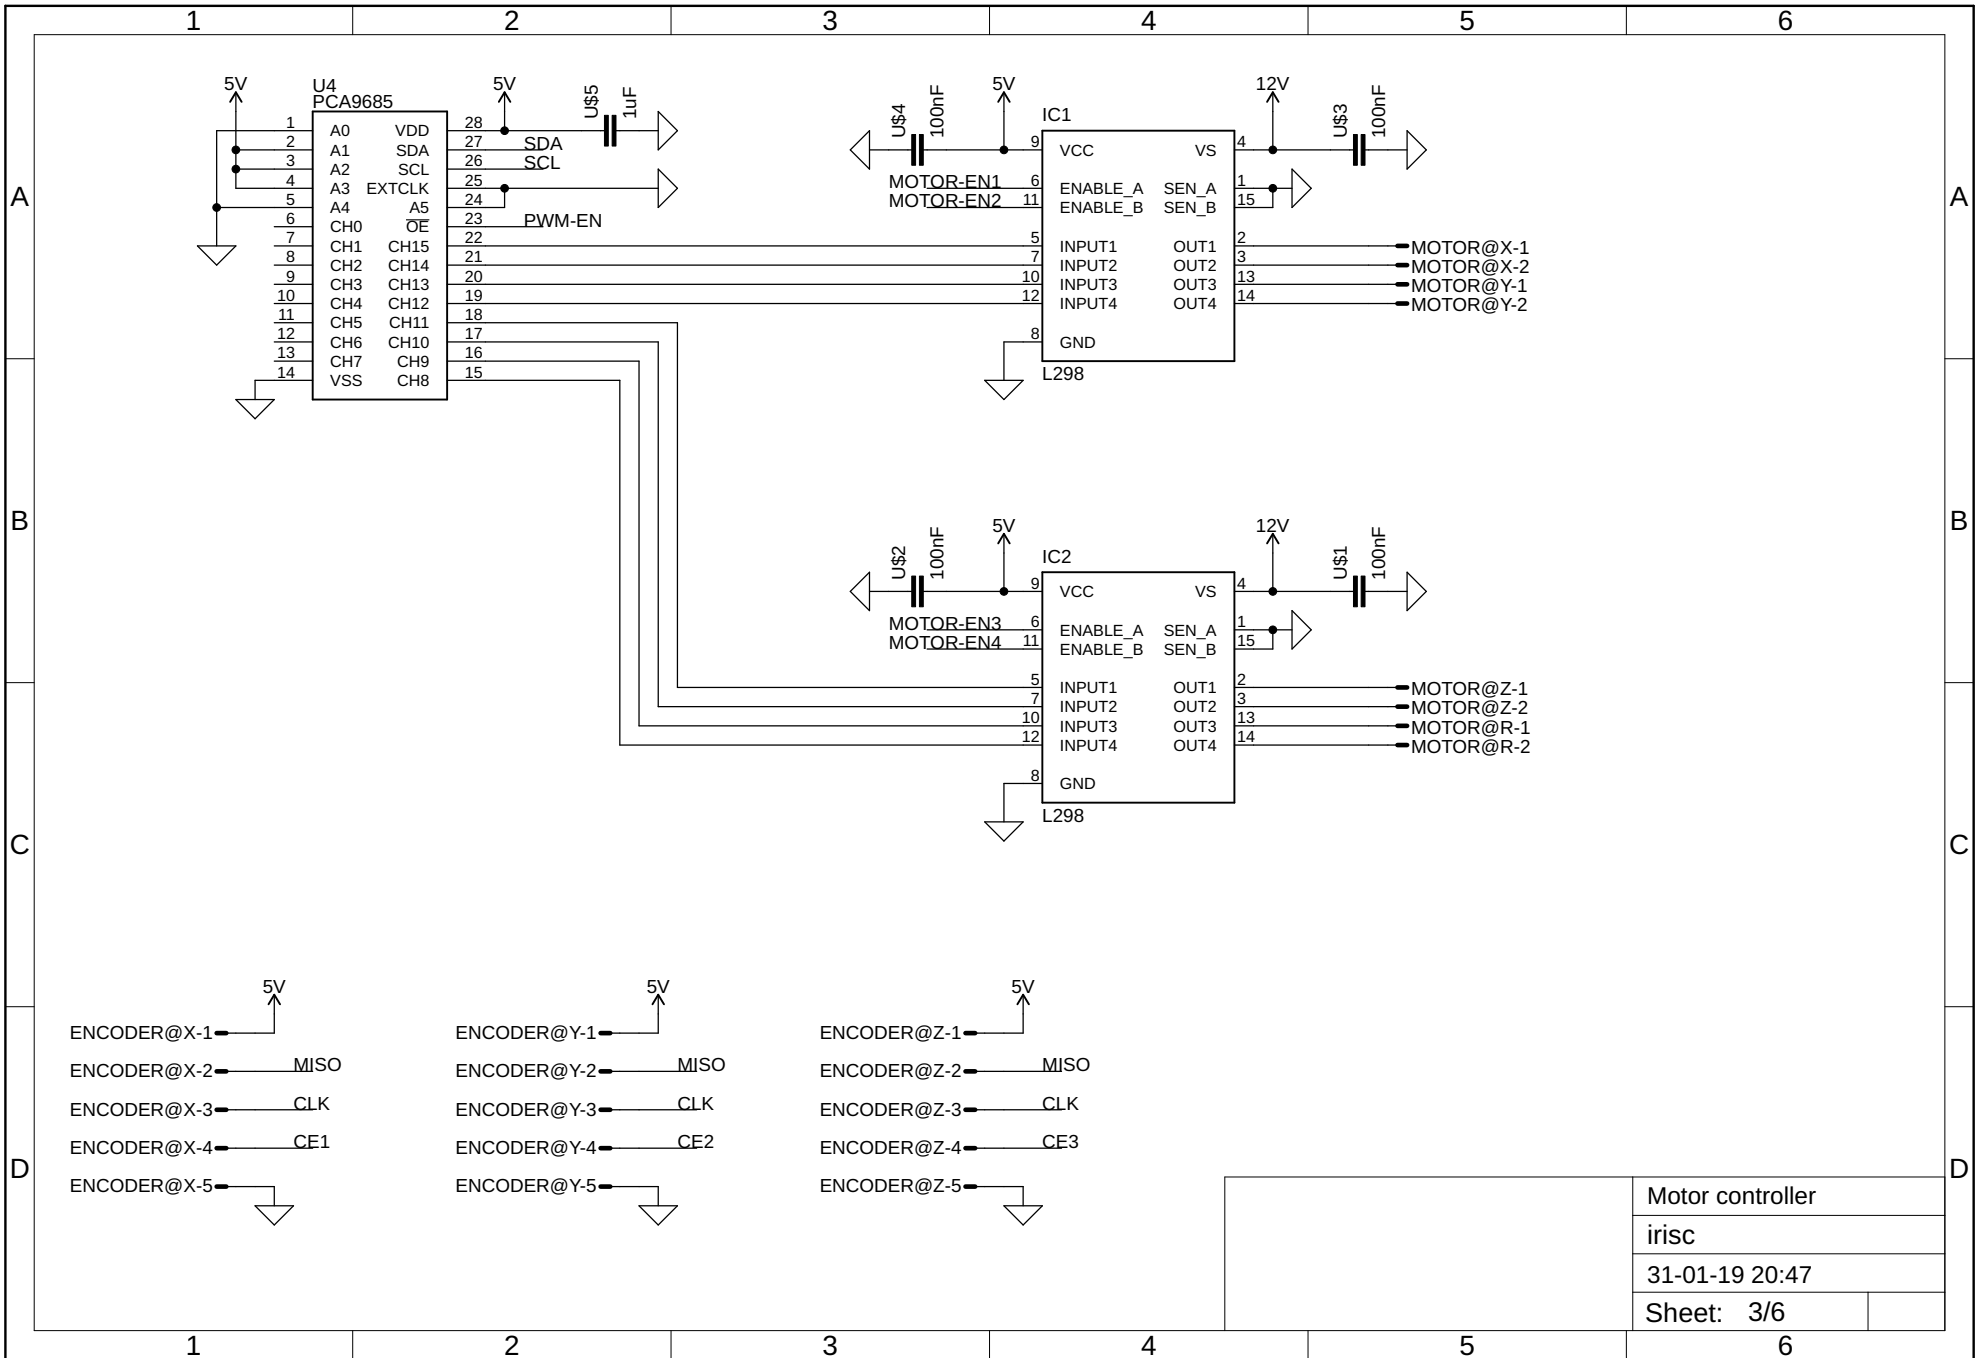 1 2 3 4 5 6
A A
B B
C C
D D
5V
U4
PCA9685
1 A0 VDD 28
2 A1 SDA 27 SDA
3 A2 SCL 26 SCL
4 A3 EXTCLK 25
5 A4 A5 24
6 CH0 OE 23 PWM-EN
7 CH1 CH15 22
8 CH2 CH14 21
9 CH3 CH13 20
10 CH4 CH12 19
11 CH5 CH11 18
12 CH6 CH10 17
13 CH7 CH9 16
14 VSS CH8 15
5V
U$5
1uF
U$4
100nF
5V
IC1
12V
U$3
100nF
9 VCC VS 4
MOTOR-EN1 6 ENABLE_A SEN_A 1
MOTOR-EN2 11 ENABLE_B SEN_B 15
5 INPUT1 OUT1 2 MOTOR@X-1
7 INPUT2 OUT2 3 MOTOR@X-2
10 INPUT3 OUT3 13 MOTOR@Y-1
12 INPUT4 OUT4 14 MOTOR@Y-2
8 GND
L298
U$2
100nF
5V
IC2
12V
U$1
100nF
9 VCC VS 4
MOTOR-EN3 6 ENABLE_A SEN_A 1
MOTOR-EN4 11 ENABLE_B SEN_B 15
5 INPUT1 OUT1 2 MOTOR@Z-1
7 INPUT2 OUT2 3 MOTOR@Z-2
10 INPUT3 OUT3 13 MOTOR@R-1
12 INPUT4 OUT4 14 MOTOR@R-2
8 GND
L298
5V
ENCODER@X-1
ENCODER@X-2 MISO
ENCODER@X-3 CLK
ENCODER@X-4 CE1
ENCODER@X-5
5V
ENCODER@Y-1
ENCODER@Y-2 MISO
ENCODER@Y-3 CLK
ENCODER@Y-4 CE2
ENCODER@Y-5
5V
ENCODER@Z-1
ENCODER@Z-2 MISO
ENCODER@Z-3 CLK
ENCODER@Z-4 CE3
ENCODER@Z-5
Motor controller
irisc
31-01-19 20:47
Sheet: 3/6
1 2 3 4 5 6